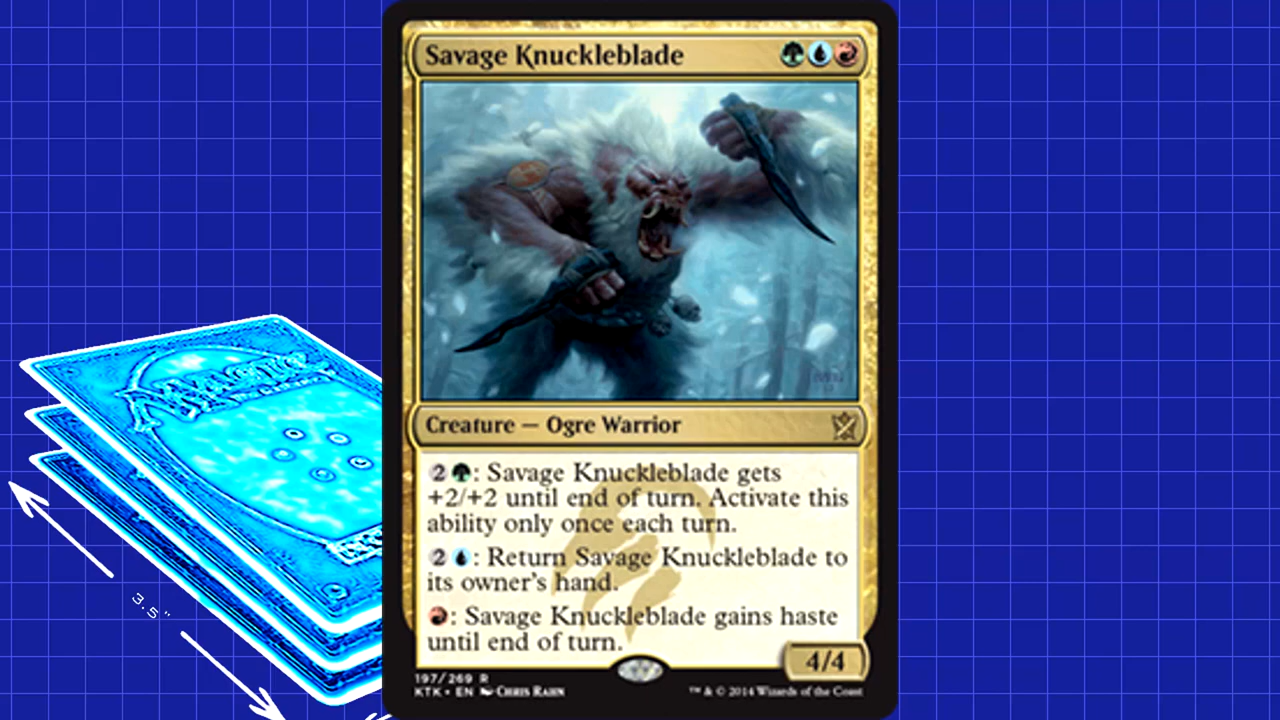 Savage Knuckleblade
Creature — Ogre Warrior
2 : Savage Knuckleblade gets
+2/+2 until end of turn. Activate this
ability only once each turn.
2 : Return Savage Knuckleblade to
its owner's hand.
: Savage Knuckleblade gains haste
until end of turn.
4/4
197/269 R
KTK • EN Chris Rahn
™ & © 2014 Wizards of the Coast
Magic
3.5"